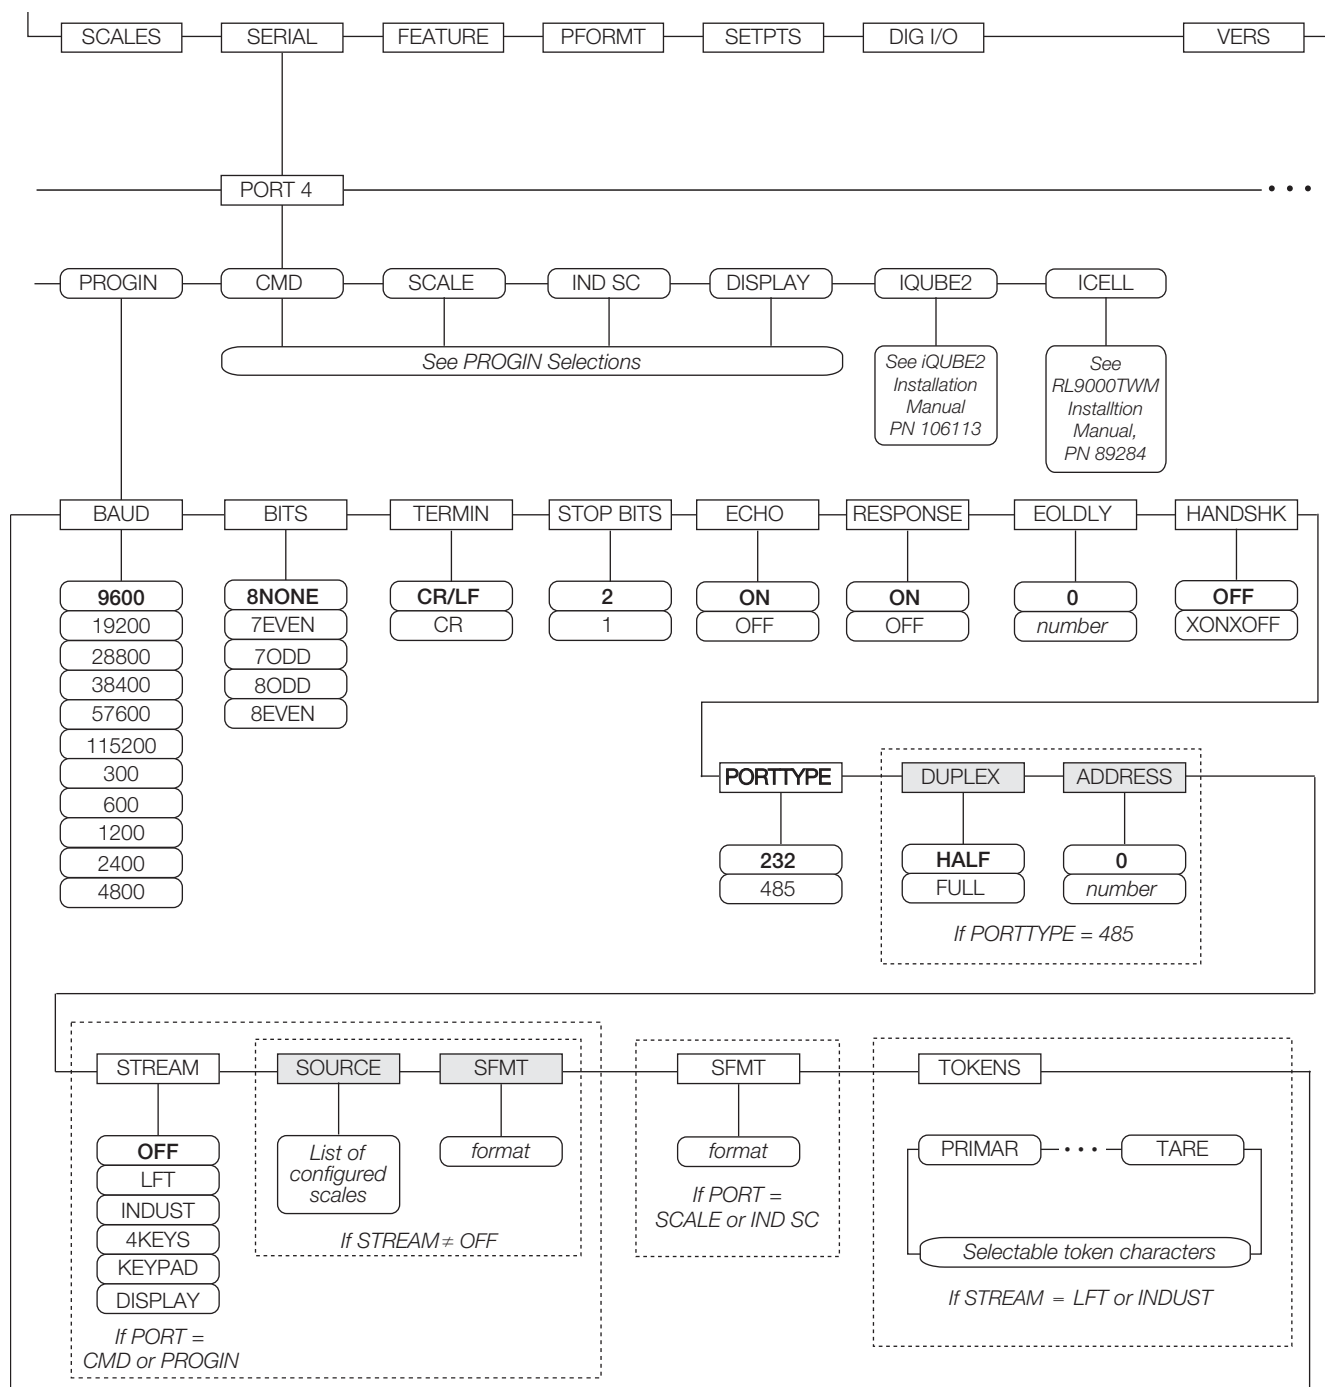 SCALES SERIAL FEATURE PFORMT SETPTS DIG I/O VERS
PORT 4 • • •
PROGIN CMD SCALE IND SC DISPLAY IQUBE2 ICELL
See PROGIN Selections
See iQUBE2
Installation
Manual
PN 106113
See
RL9000TWM
Installtion
Manual,
PN 89284
BAUD BITS TERMIN STOP BITS ECHO RESPONSE EOLDLY HANDSHK
9600 8NONE CR/LF 2 ON ON 0 OFF
19200 7EVEN CR 1 OFF OFF number XONXOFF
28800 7ODD
38400 8ODD
57600 8EVEN
115200
300
600
1200
2400
4800
PORTTYPE DUPLEX ADDRESS
232 HALF 0
485 FULL number
If PORTTYPE = 485
STREAM SOURCE SFMT SFMT TOKENS
OFF
LFT
INDUST
4KEYS
KEYPAD
DISPLAY
If PORT =
CMD or PROGIN
List of
configured
scales
format
If STREAM ≠ OFF
format
If PORT =
SCALE or IND SC
PRIMAR • • • TARE
Selectable token characters
If STREAM = LFT or INDUST